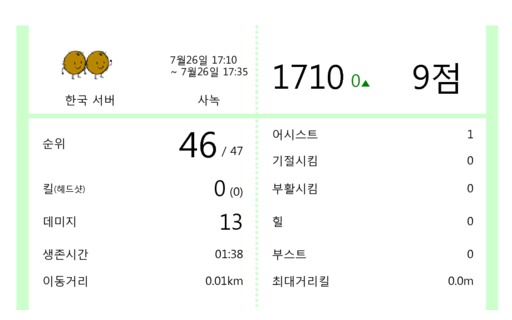 7월26일 17:10
~ 7월26일 17:35
한국 서버
사녹
1710 0▲
9점
순위
46 / 47
킬(헤드샷)
0 (0)
데미지
13
생존시간
01:38
이동거리
0.01km
어시스트
1
기절시킴
0
부활시킴
0
힐
0
부스트
0
최대거리킬
0.0m